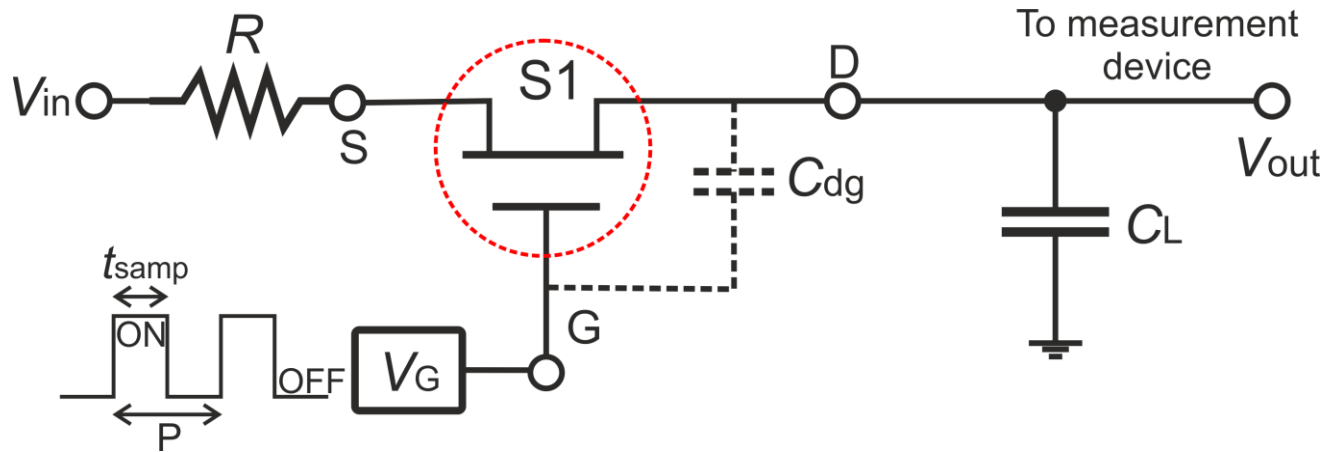 R
Vin
S
S1
D
To measurement
device
Vout
Cdg
CL
tsamp
ON
OFF
P
VG
G